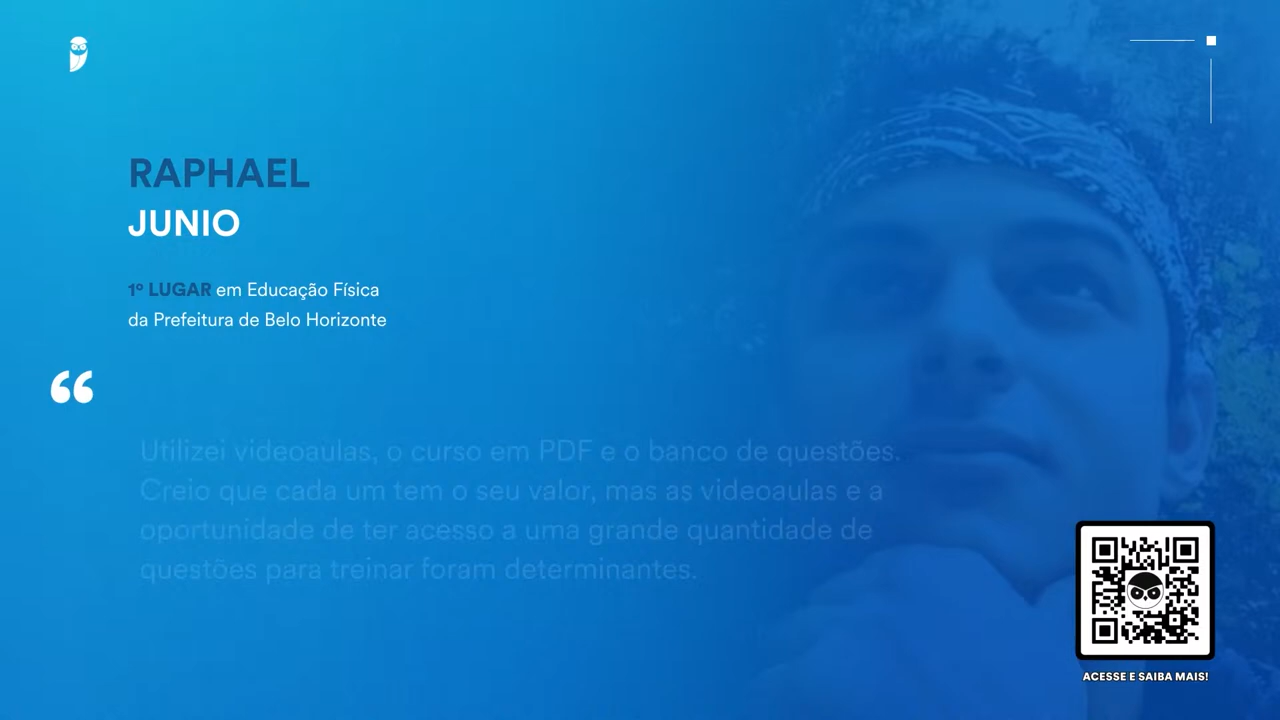 RAPHAEL
JUNIO
1º LUGAR em Educação Física
da Prefeitura de Belo Horizonte
“
Utilizei videoaulas, o curso em PDF e o banco de questões.
Creio que cada um tem o seu valor, mas as videoaulas e a
oportunidade de ter acesso a uma grande quantidade de
questões para treinar foram determinantes.
ACESSE E SAIBA MAIS!